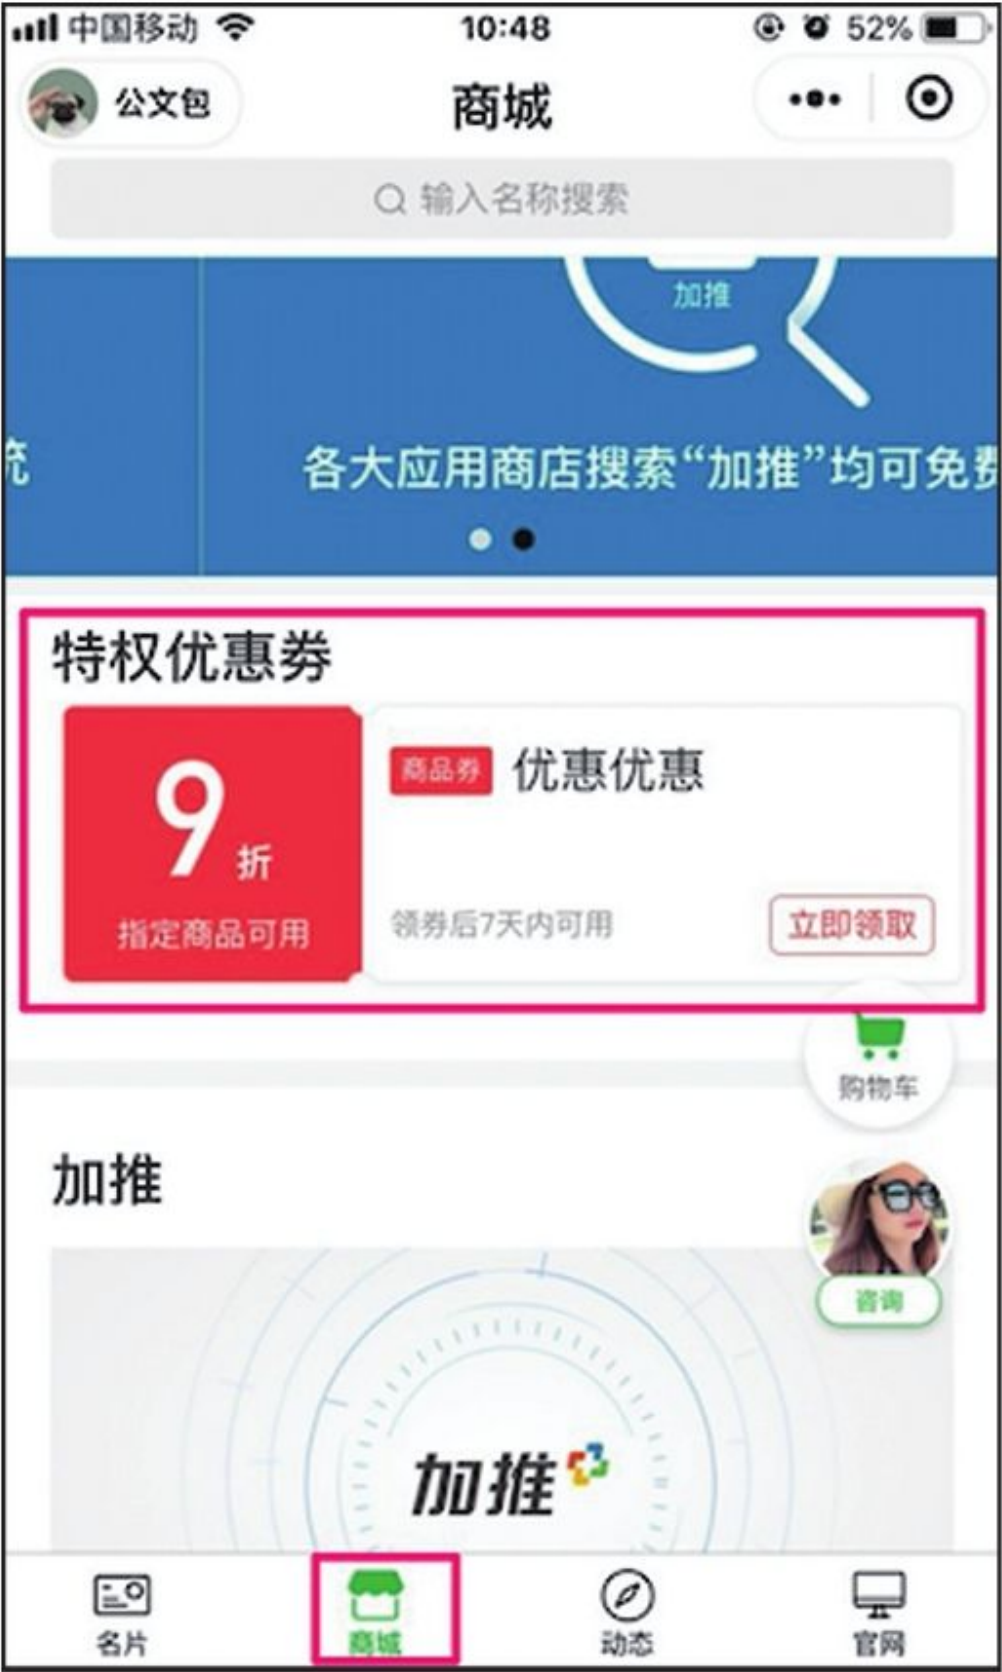 中国移动 10:48 52%
公文包 商城
输入名称搜索
加推
统
各大应用商店搜索“加推”均可免费
特权优惠劵
9折
指定商品可用
商品券 优惠优惠
领券后7天内可用 立即领取
购物车
加推
咨询
加推
名片 商城 动态 官网